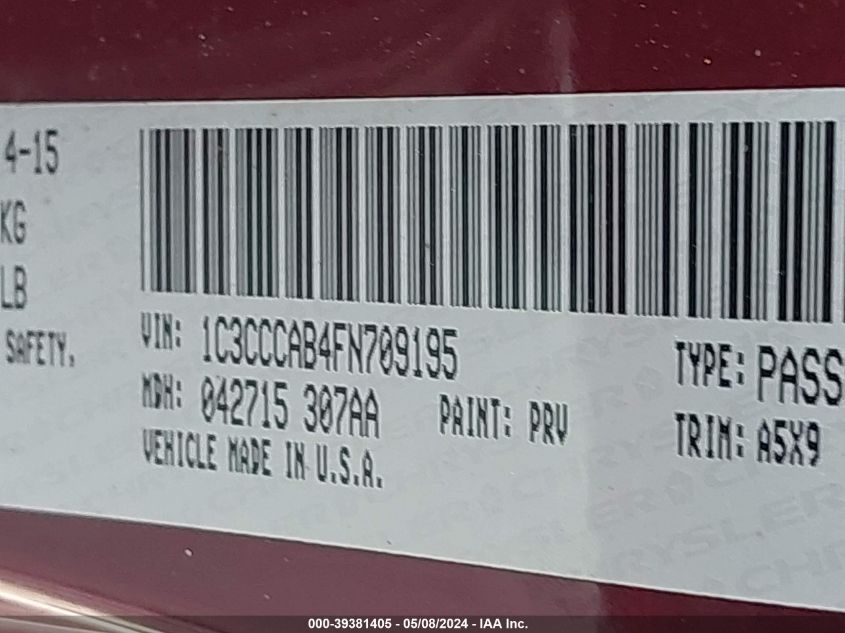 4-15
KG
LB
SAFETY.
VIN: 1C3CCCAB4FN709195
TYPE: PASS
MDH: 042715 307AA
PAINT: PRV
TRIM: A5X9
VEHICLE MADE IN U.S.A.
CHRYSLER
000-39381405 - 05/08/2024 - IAA Inc.